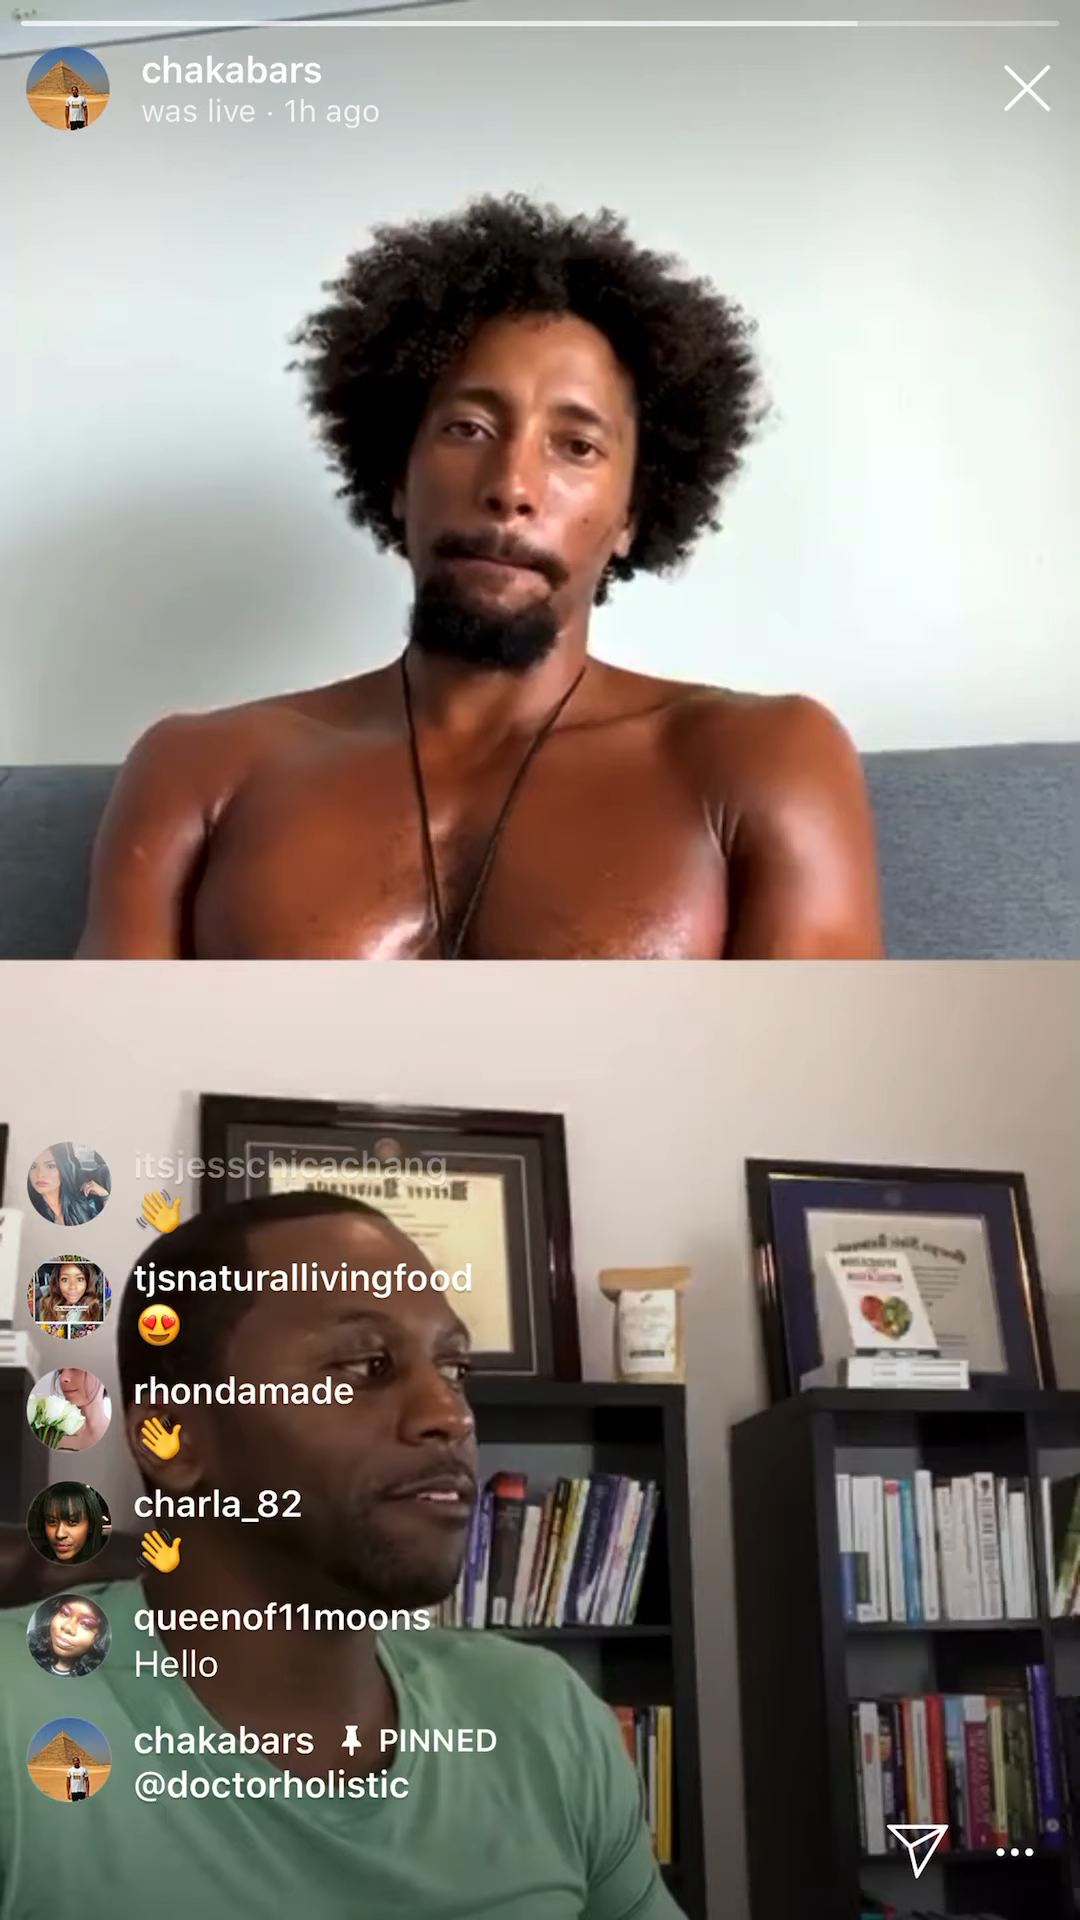 chakabars
was live · 1h ago
itsjesschicachang
👋
tjsnaturallivingfood
😍
rhondamade
👋
charla_82
👋
queenof11moons
Hello
chakabars PINNED
@doctorholistic